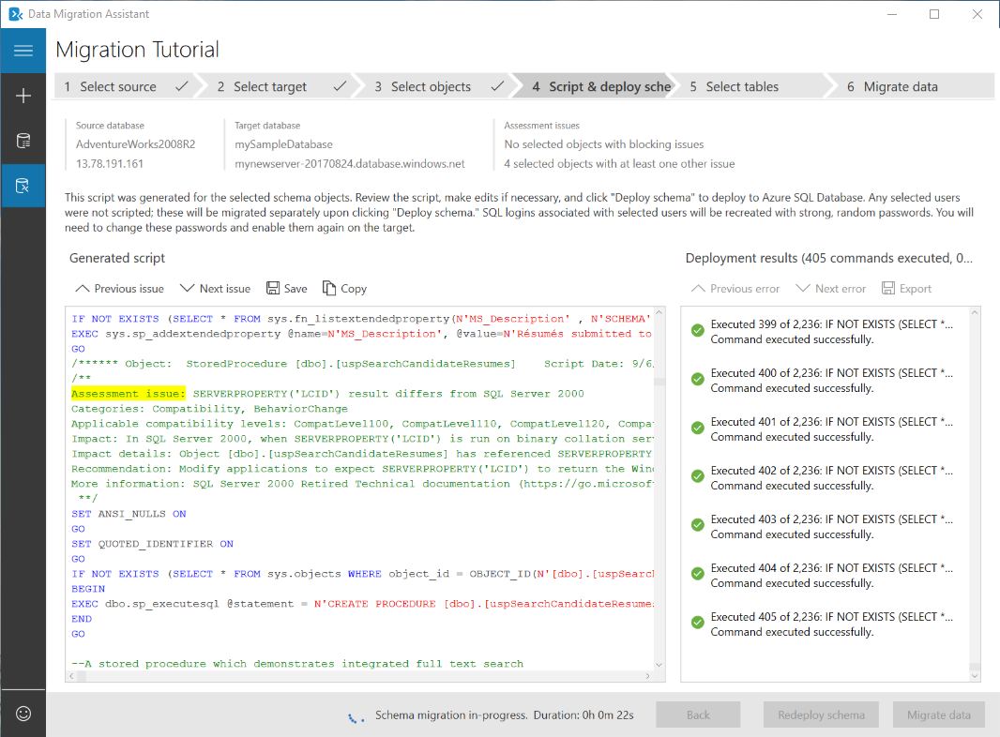 Data Migration Assistant
Migration Tutorial
1 Select source
2 Select target
3 Select objects
4 Script & deploy sche
5 Select tables
6 Migrate data
Source database
AdventureWorks2008R2
13.78.191.161
Target database
mySampleDatabase
mynewserver-20170824.database.windows.net
Assessment issues
No selected objects with blocking issues
4 selected objects with at least one other issue
This script was generated for the selected schema objects. Review the script, make edits if necessary, and click "Deploy schema" to deploy to Azure SQL Database. Any selected users
were not scripted; these will be migrated separately upon clicking "Deploy schema." SQL logins associated with selected users will be recreated with strong, random passwords. You will
need to change these passwords and enable them again on the target.
Generated script
Previous issue Next issue Save Copy
IF NOT EXISTS (SELECT * FROM sys.fn_listextendedproperty(N'MS_Description' , N'SCHEMA'
EXEC sys.sp_addextendedproperty @name=N'MS_Description', @value=N'Résumés submitted to
GO
/****** Object:  StoredProcedure [dbo].[uspSearchCandidateResumes]    Script Date: 9/6
/**
Assessment issue: SERVERPROPERTY('LCID') result differs from SQL Server 2000
Categories: Compatibility, BehaviorChange
Applicable compatibility levels: CompatLevel100, CompatLevel110, CompatLevel120, Compa
Impact: In SQL Server 2000, when SERVERPROPERTY('LCID') is run on binary collation ser
Impact details: Object [dbo].[uspSearchCandidateResumes] has referenced SERVERPROPERTY
Recommendation: Modify applications to expect SERVERPROPERTY('LCID') to return the Win
More information: SQL Server 2000 Retired Technical documentation (https://go.microsof
**/
SET ANSI_NULLS ON
GO
SET QUOTED_IDENTIFIER ON
GO
IF NOT EXISTS (SELECT * FROM sys.objects WHERE object_id = OBJECT_ID(N'[dbo].[uspSearc
BEGIN
EXEC dbo.sp_executesql @statement = N'CREATE PROCEDURE [dbo].[uspSearchCandidateResume
END
GO
--A stored procedure which demonstrates integrated full text search
Deployment results (405 commands executed, 0...
Previous error Next error Export
Executed 399 of 2,236: IF NOT EXISTS (SELECT *...
Command executed successfully.
Executed 400 of 2,236: IF NOT EXISTS (SELECT *...
Command executed successfully.
Executed 401 of 2,236: IF NOT EXISTS (SELECT *...
Command executed successfully.
Executed 402 of 2,236: IF NOT EXISTS (SELECT *...
Command executed successfully.
Executed 403 of 2,236: IF NOT EXISTS (SELECT *...
Command executed successfully.
Executed 404 of 2,236: IF NOT EXISTS (SELECT *...
Command executed successfully.
Executed 405 of 2,236: IF NOT EXISTS (SELECT *...
Command executed successfully.
Schema migration in-progress. Duration: 0h 0m 22s
Back
Redeploy schema
Migrate data